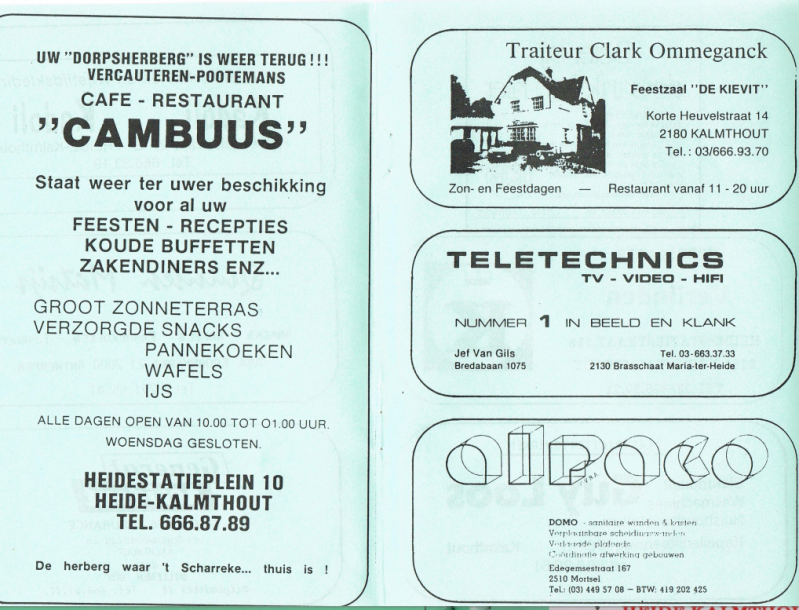 UW "DORPSHERBERG" IS WEER TERUG!!!
VERCAUTEREN-POOTEMANS
CAFE - RESTAURANT
"CAMBUUS"
Staat weer ter uwer beschikking
voor al uw
FEESTEN - RECEPTIES
KOUDE BUFFETTEN
ZAKENDINERS ENZ...
GROOT ZONNETERRAS
VERZORGDE SNACKS
PANNEKOEKEN
WAFELS
IJS
ALLE DAGEN OPEN VAN 10.00 TOT 01.00 UUR.
WOENSDAG GESLOTEN.
HEIDESTATIEPLEIN 10
HEIDE-KALMTHOUT
TEL. 666.87.89
De herberg waar 't Scharreke... thuis is !
Traiteur Clark Ommeganck
Feestzaal "DE KIEVIT"
Korte Heuvelstraat 14
2180 KALMTHOUT
Tel.: 03/666.93.70
Zon- en Feestdagen — Restaurant vanaf 11 - 20 uur
TELETECHNICS
TV - VIDEO - HIFI
NUMMER 1 IN BEELD EN KLANK
Jef Van Gils Tel. 03-663.37.33
Bredabaan 1075 2130 Brasschaat Maria-ter-Heide
alpaco
DOMO - sanitaire wanden & kasten
Verplaatsbare scheidingswanden
Verlaagde plafonds
Coördinatie afwerking gebouwen
Edegemsestraat 167
2510 Mortsel
Tel.: (03) 449 57 08 - BTW: 419 202 425